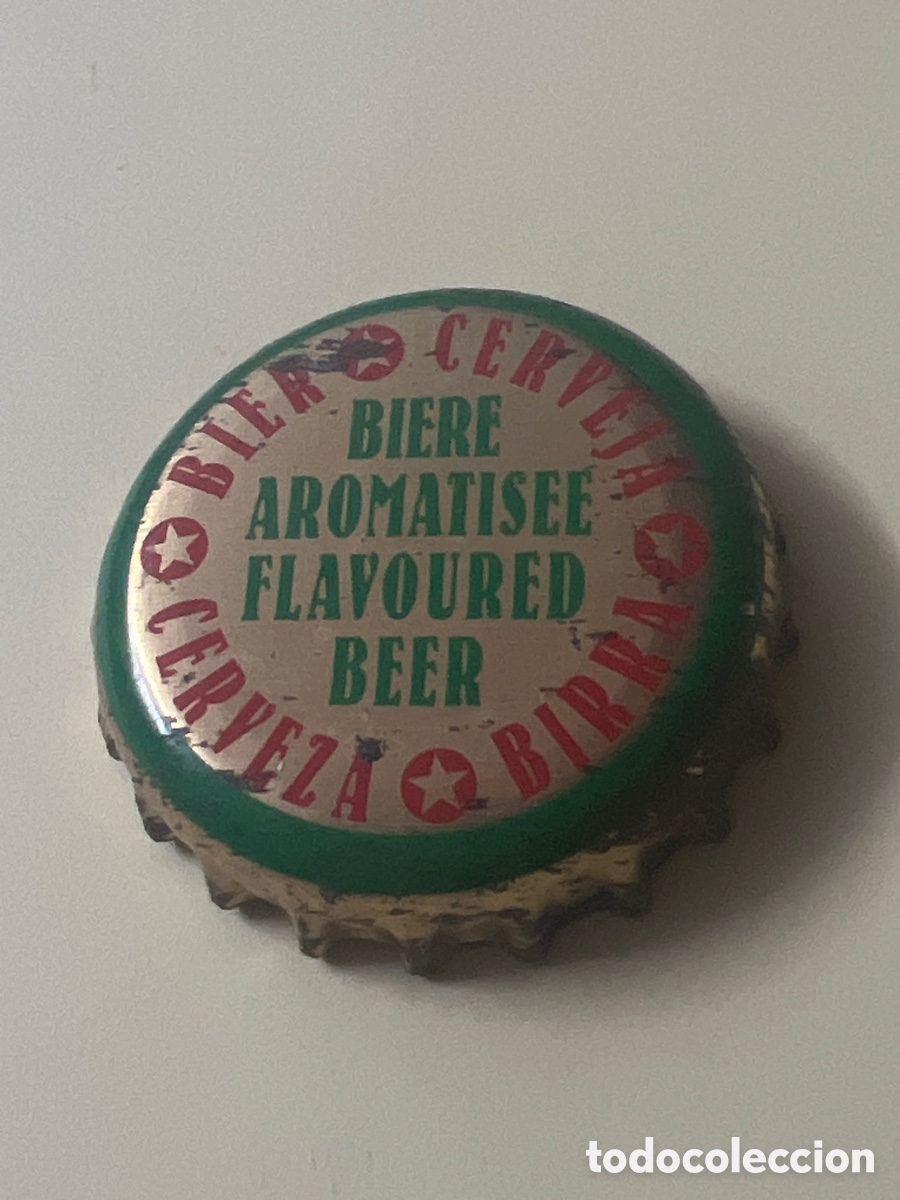 BIERE
AROMATISEE
FLAVOURED
BEER
BIER
CERVEJA
BIRRA
CERVEZA
todocoleccion